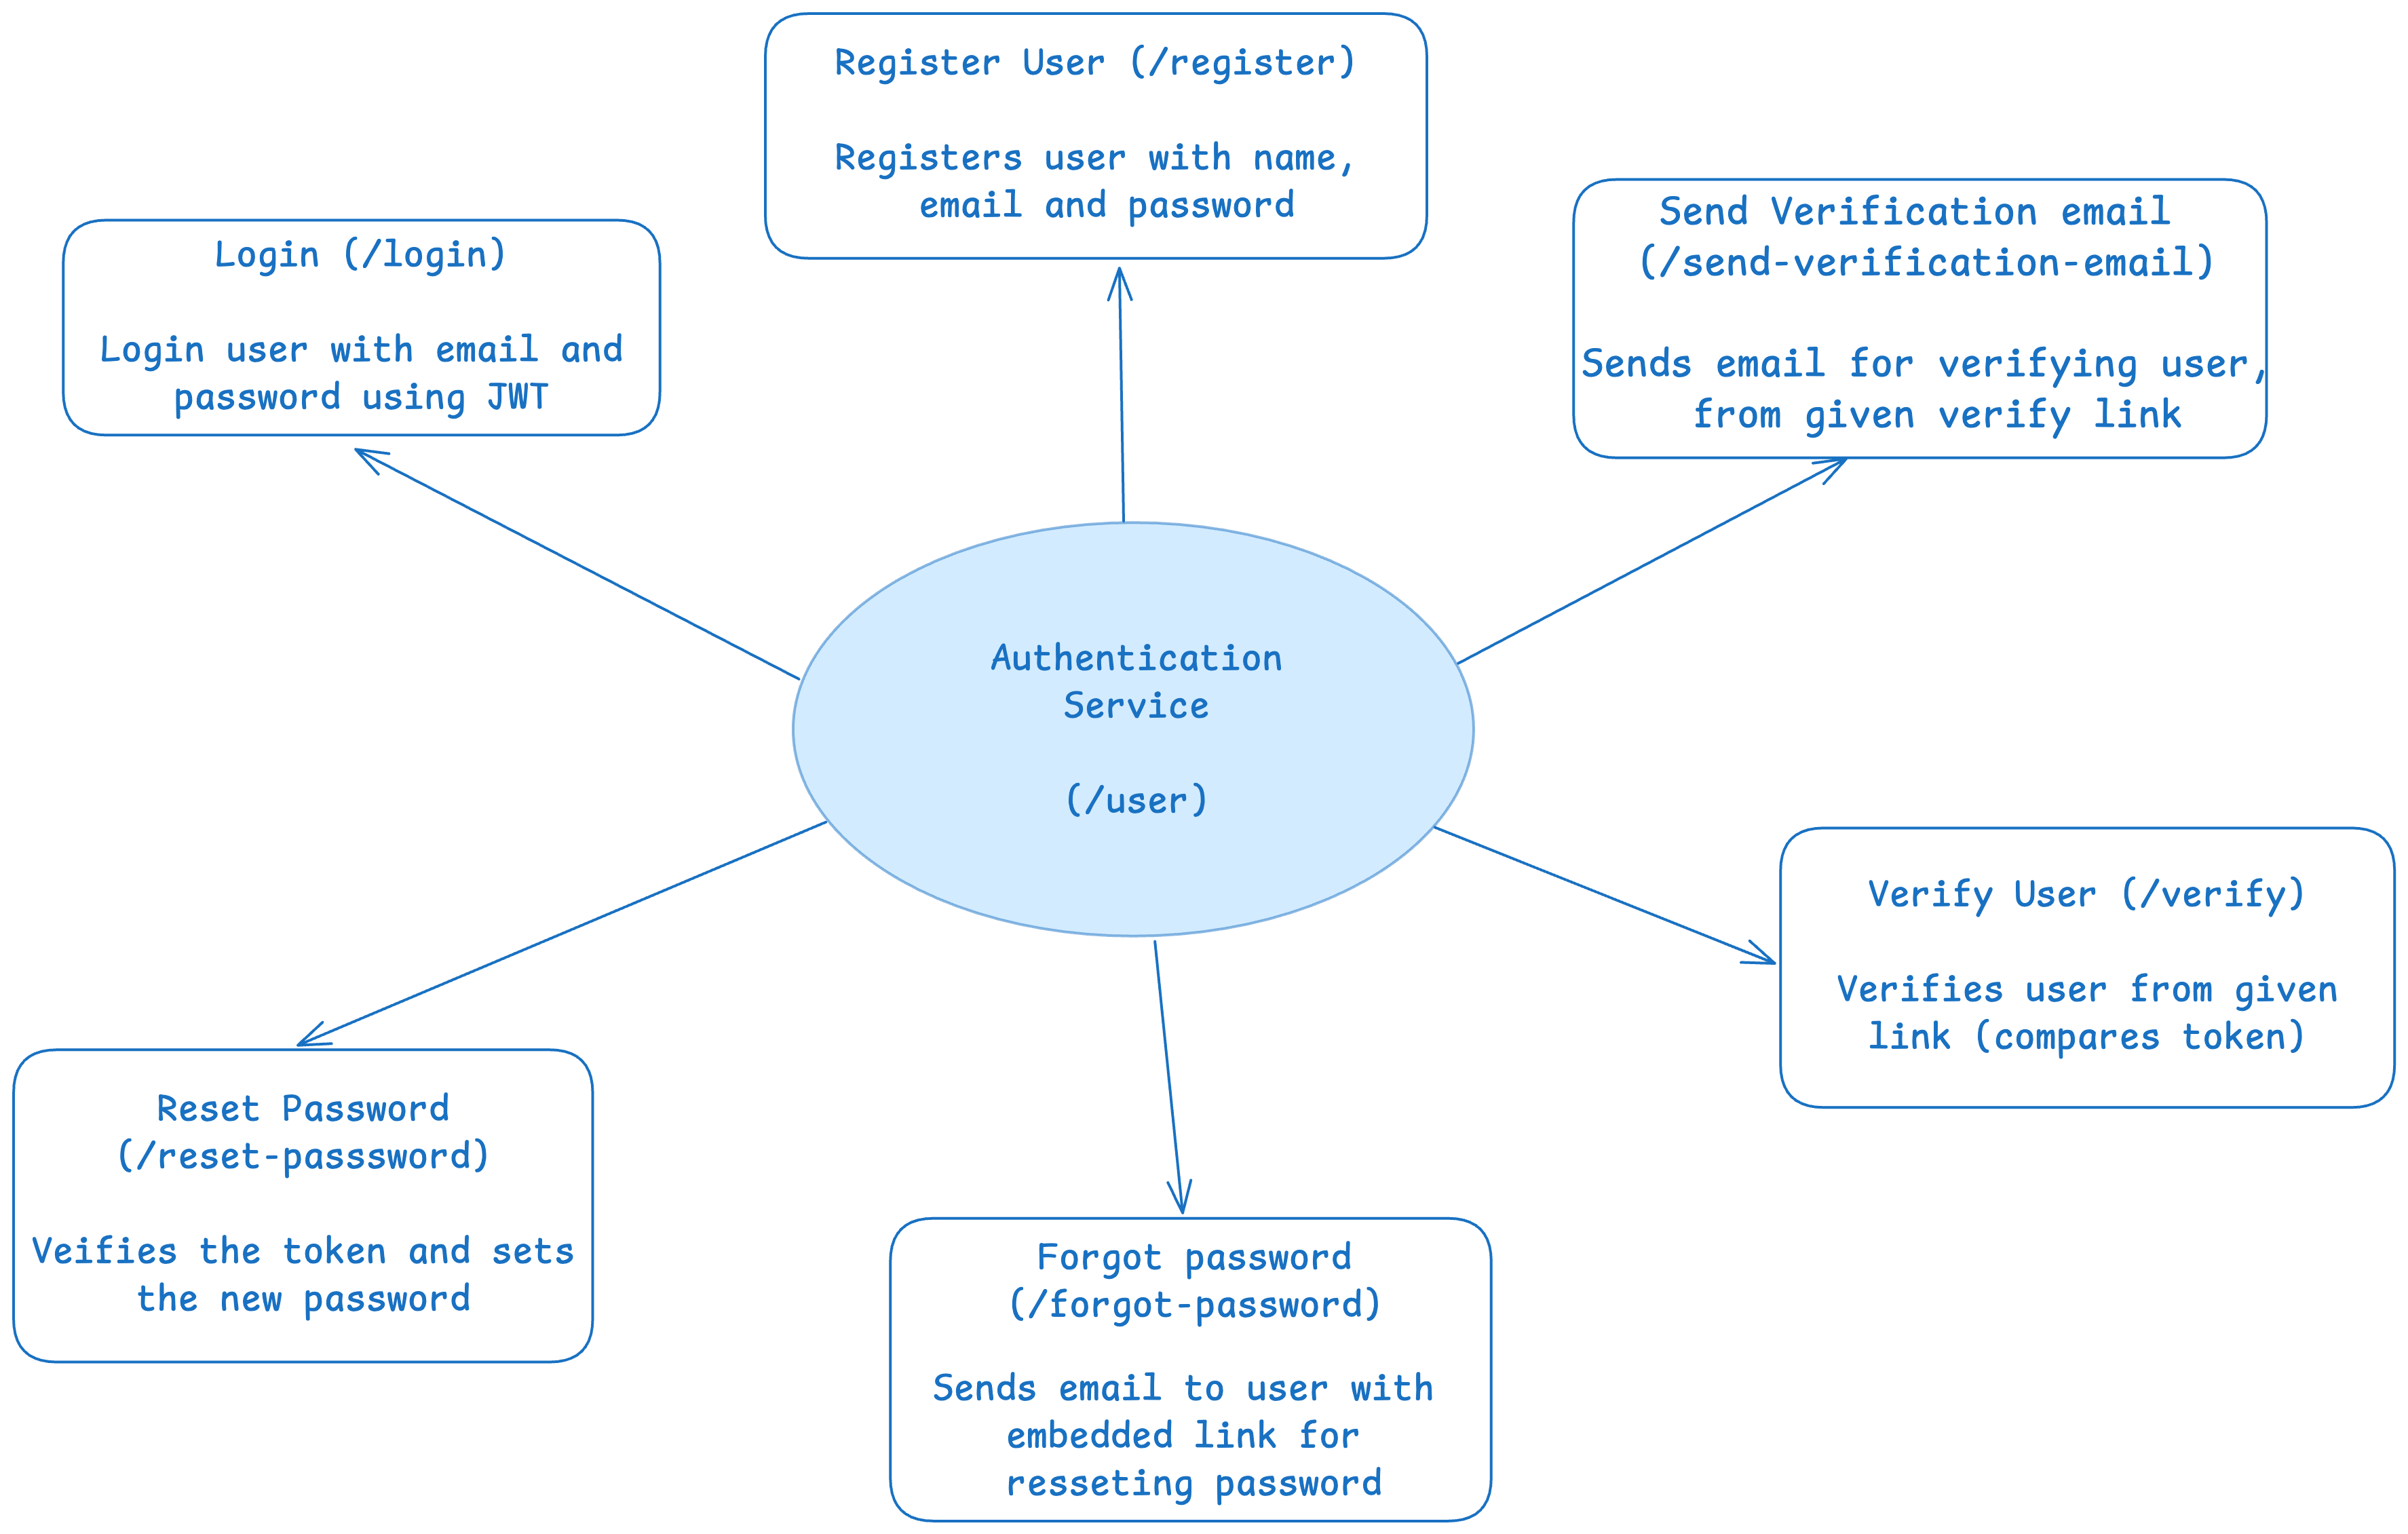 Register User (/register)
Registers user with name,
email and password
Login (/login)
Login user with email and
password using JWT
Send Verification email
(/send-verification-email)
Sends email for verifying user,
from given verify link
Authentication
Service
(/user)
Verify User (/verify)
Verifies user from given
link (compares token)
Reset Password
(/reset-passsword)
Veifies the token and sets
the new password
Forgot password
(/forgot-password)
Sends email to user with
embedded link for
resseting password